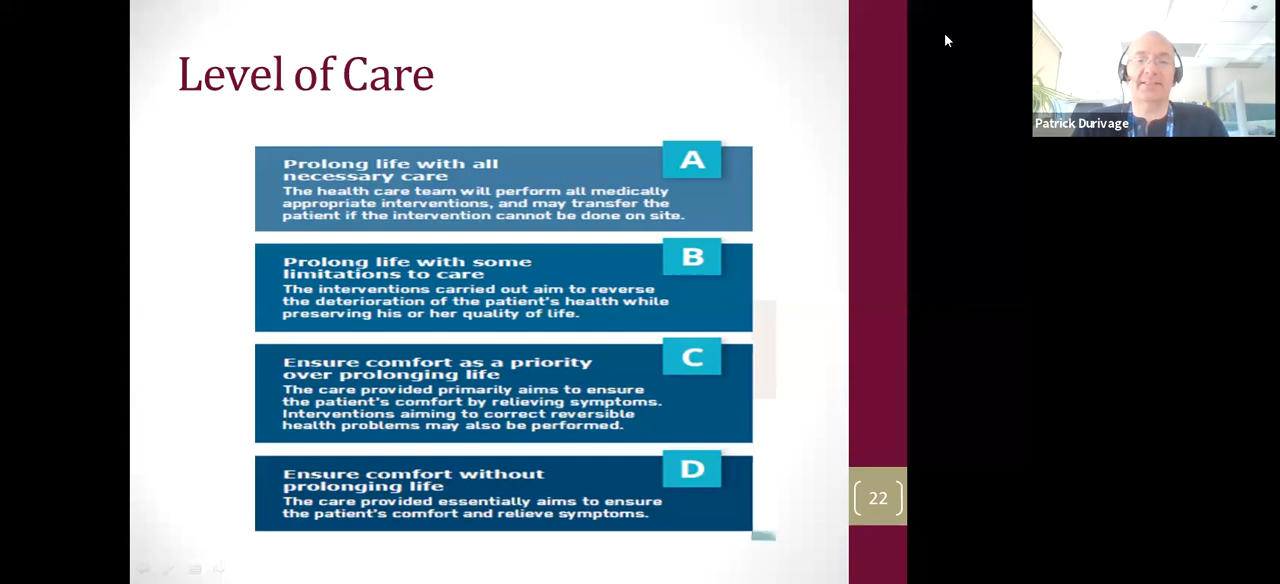 Level of Care
A
Prolong life with all
necessary care
The health care team will perform all medically
appropriate interventions, and may transfer the
patient if the intervention cannot be done on site.
B
Prolong life with some
limitations to care
The interventions carried out aim to reverse
the deterioration of the patient's health while
preserving his or her quality of life.
C
Ensure comfort as a priority
over prolonging life
The care provided primarily aims to ensure
the patient's comfort by relieving symptoms.
Interventions aiming to correct reversible
health problems may also be performed.
D
Ensure comfort without
prolonging life
The care provided essentially aims to ensure
the patient's comfort and relieve symptoms.
22
Patrick Durivage